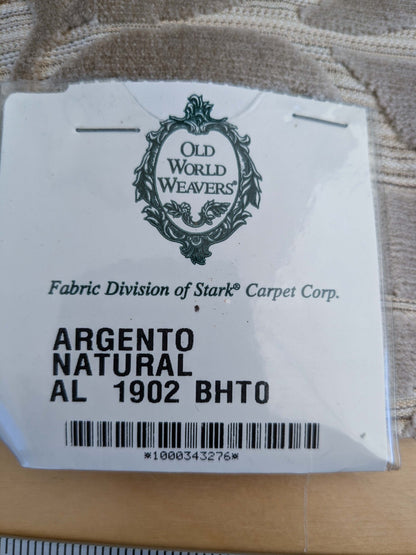 OLD
WORLD
WEAVERS®
Fabric Division of Stark® Carpet Corp.
ARGENTO
NATURAL
AL 1902 BHT0
*1000343276*